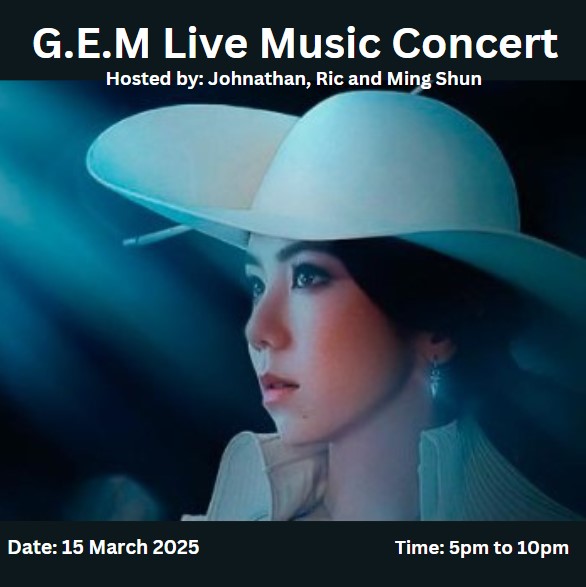 G.E.M Live Music Concert
Hosted by: Johnathan, Ric and Ming Shun
Date: 15 March 2025
Time: 5pm to 10pm